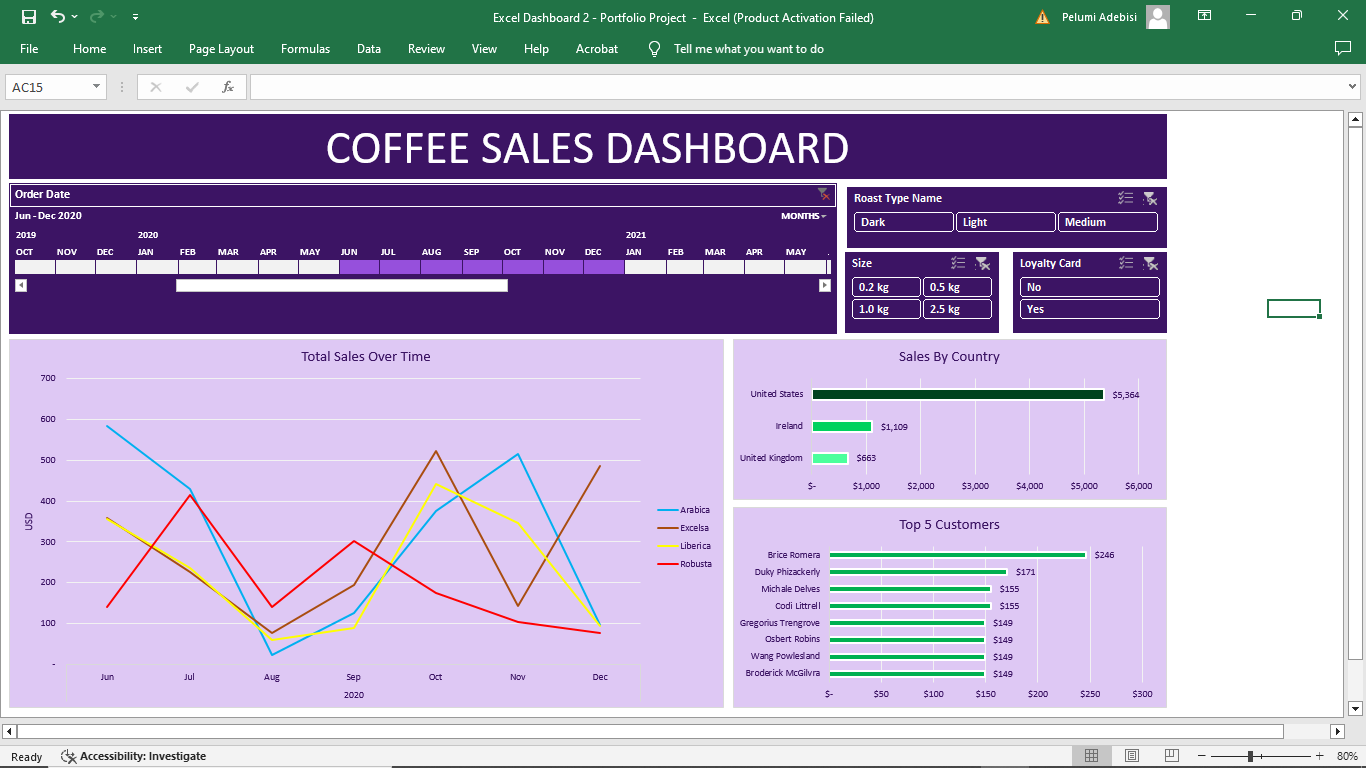 Excel Dashboard 2 - Portfolio Project  -  Excel (Product Activation Failed)
Pelumi Adebisi
File Home Insert Page Layout Formulas Data Review View Help Acrobat Tell me what you want to do
AC15
fx
COFFEE SALES DASHBOARD
Order Date
Jun - Dec 2020
MONTHS
2019 2020 2021
OCT NOV DEC JAN FEB MAR APR MAY JUN JUL AUG SEP OCT NOV DEC JAN FEB MAR APR MAY
Roast Type Name
Dark Light Medium
Size
0.2 kg 0.5 kg
1.0 kg 2.5 kg
Loyalty Card
No
Yes
Total Sales Over Time
700
600
500
400
300
200
100
-
USD
Jun Jul Aug Sep Oct Nov Dec
2020
Arabica
Excelsa
Liberica
Robusta
Sales By Country
United States $5,364
Ireland $1,109
United Kingdom $663
$- $1,000 $2,000 $3,000 $4,000 $5,000 $6,000
Top 5 Customers
Brice Romera $246
Duky Phizackerly $171
Michale Delves $155
Codi Littrell $155
Gregorius Trengrove $149
Osbert Robins $149
Wang Powlesland $149
Broderick McGilvra $149
$- $50 $100 $150 $200 $250 $300
Ready Accessibility: Investigate 80%